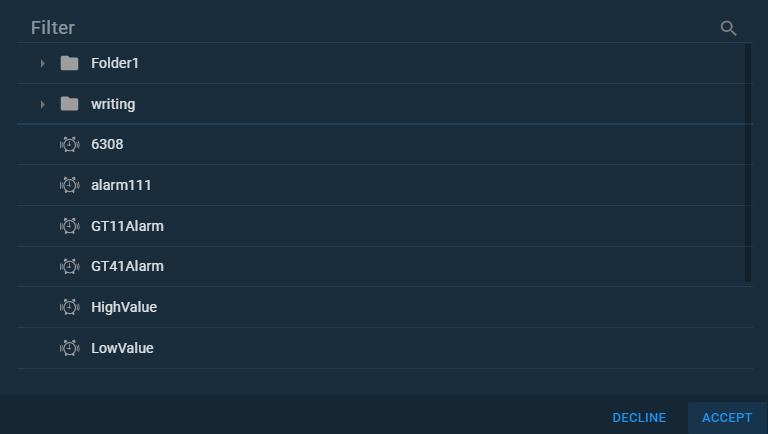 Filter
Folder1
writing
6308
alarm111
GT11Alarm
GT41Alarm
HighValue
LowValue
DECLINE ACCEPT